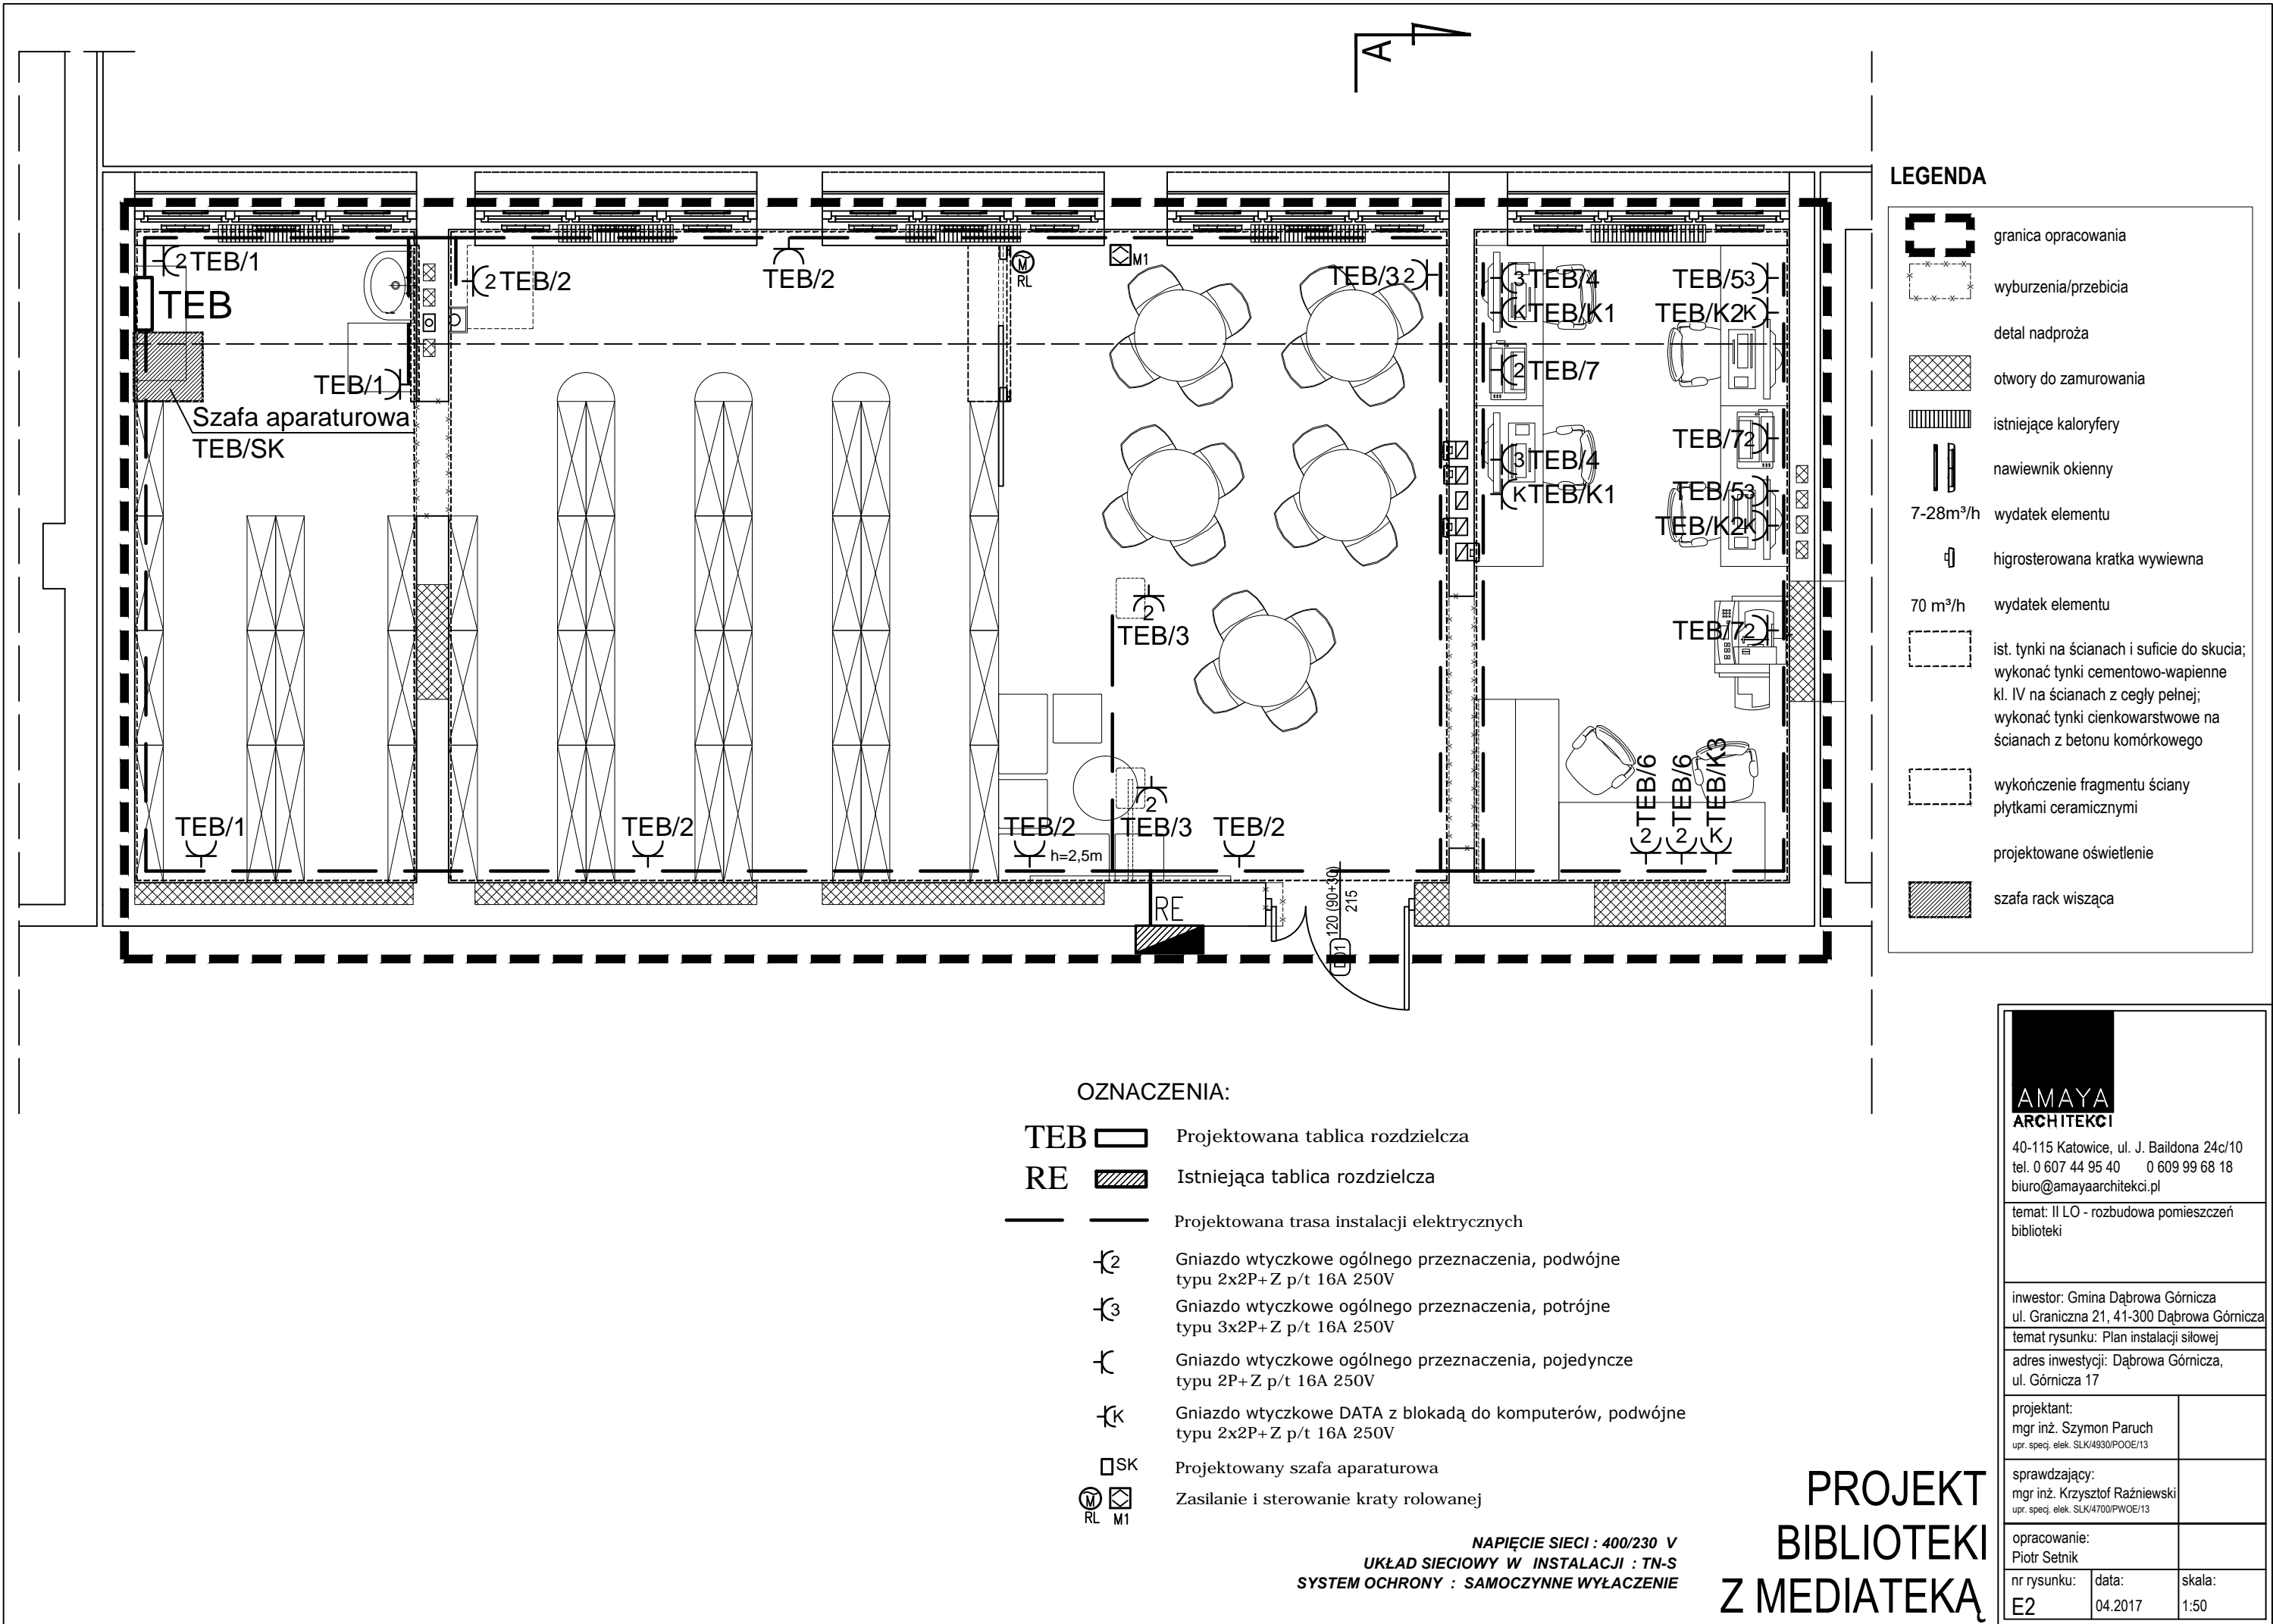 A
LEGENDA
granica opracowania
wyburzenia/przebicia
detal nadproża
otwory do zamurowania
istniejące kaloryfery
nawiewnik okienny
7-28m³/h wydatek elementu
higrosterowana kratka wywiewna
70 m³/h wydatek elementu
ist. tynki na ścianach i suficie do skucia;
wykonać tynki cementowo-wapienne
kl. IV na ścianach z cegły pełnej;
wykonać tynki cienkowarstwowe na
ścianach z betonu komórkowego
wykończenie fragmentu ściany
płytkami ceramicznymi
projektowane oświetlenie
szafa rack wisząca
2 TEB/1
TEB
TEB/1
Szafa aparaturowa
TEB/SK
TEB/1
2 TEB/2
TEB/2
M
RL
M1
TEB/3 2
3 TEB/4
K TEB/K1
2 TEB/7
3 TEB/4
K TEB/K1
TEB/5 3
TEB/K2 K
TEB/7 2
TEB/5 3
TEB/K2 K
TEB/7 2
2
TEB/3
2
TEB/3
TEB/2
TEB/2
h=2,5m
TEB/2
TEB/6
TEB/6
TEB/K3
2
2
K
RE
D01
120 (90+30)
215
OZNACZENIA:
TEB Projektowana tablica rozdzielcza
RE Istniejąca tablica rozdzielcza
Projektowana trasa instalacji elektrycznych
2 Gniazdo wtyczkowe ogólnego przeznaczenia, podwójne
typu 2x2P+Z p/t 16A 250V
3 Gniazdo wtyczkowe ogólnego przeznaczenia, potrójne
typu 3x2P+Z p/t 16A 250V
Gniazdo wtyczkowe ogólnego przeznaczenia, pojedyncze
typu 2P+Z p/t 16A 250V
K Gniazdo wtyczkowe DATA z blokadą do komputerów, podwójne
typu 2x2P+Z p/t 16A 250V
SK Projektowany szafa aparaturowa
M Zasilanie i sterowanie kraty rolowanej
RL M1
NAPIĘCIE SIECI : 400/230 V
UKŁAD SIECIOWY W INSTALACJI : TN-S
SYSTEM OCHRONY : SAMOCZYNNE WYŁACZENIE
PROJEKT
BIBLIOTEKI
Z MEDIATEKĄ
AMAYA
ARCHITEKCI
40-115 Katowice, ul. J. Baildona 24c/10
tel. 0 607 44 95 40 0 609 99 68 18
biuro@amayaarchitekci.pl
temat: II LO - rozbudowa pomieszczeń
biblioteki
inwestor: Gmina Dąbrowa Górnicza
ul. Graniczna 21, 41-300 Dąbrowa Górnicza
temat rysunku: Plan instalacji siłowej
adres inwestycji: Dąbrowa Górnicza,
ul. Górnicza 17
projektant:
mgr inż. Szymon Paruch
upr. specj. elek. SLK/4930/POOE/13
sprawdzający:
mgr inż. Krzysztof Raźniewski
upr. specj. elek. SLK/4700/PWOE/13
opracowanie:
Piotr Setnik
nr rysunku: data: skala:
E2 04.2017 1:50